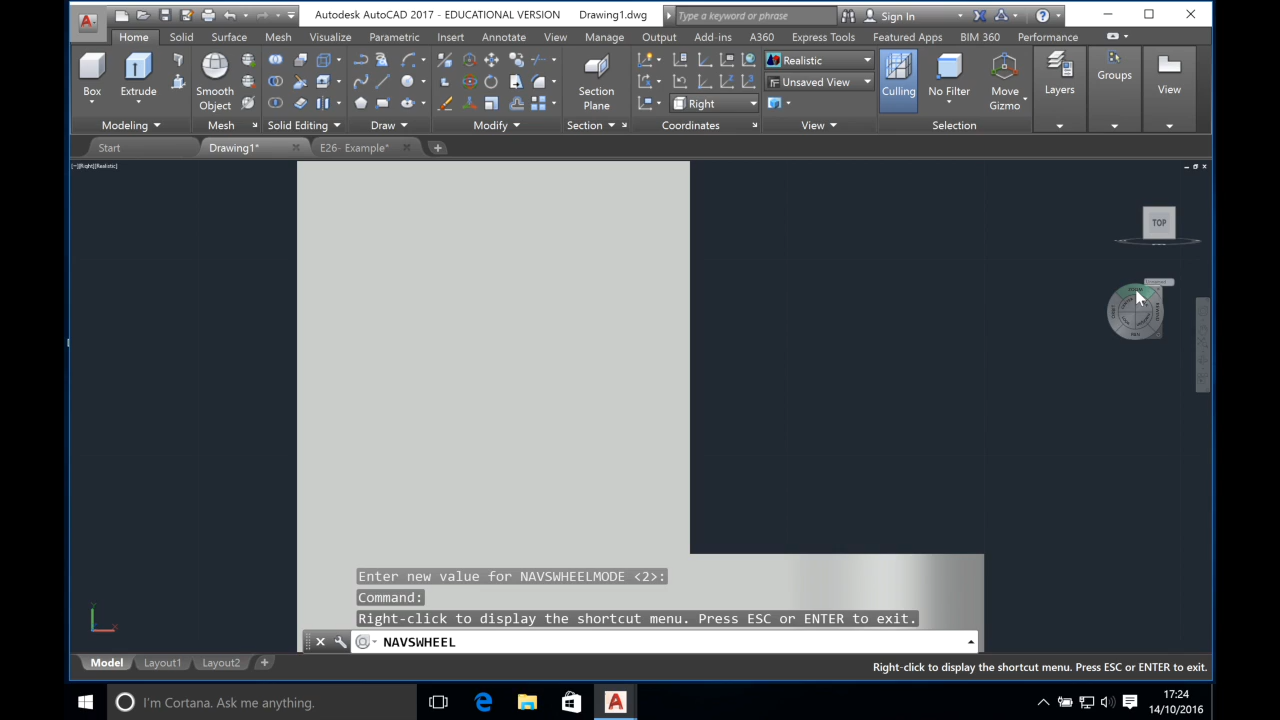 Autodesk AutoCAD 2017 - EDUCATIONAL VERSION Drawing1.dwg
Type a keyword or phrase
Sign In
Home Solid Surface Mesh Visualize Parametric Insert Annotate View Manage Output Add-ins A360 Express Tools Featured Apps BIM 360 Performance
Box
Extrude
Smooth Object
Section Plane
Right
Realistic
Unsaved View
Culling
No Filter
Move Gizmo
Layers
Groups
View
Modeling Mesh Solid Editing Draw Modify Section Coordinates View Selection
Start Drawing1* E26- Example*
[−][Right][Realistic]
TOP
Enter new value for NAVSWHEELMODE <2>:
Command:
Right-click to display the shortcut menu. Press ESC or ENTER to exit.
NAVSWHEEL
Model Layout1 Layout2
Right-click to display the shortcut menu. Press ESC or ENTER to exit.
I'm Cortana. Ask me anything.
17:24
14/10/2016